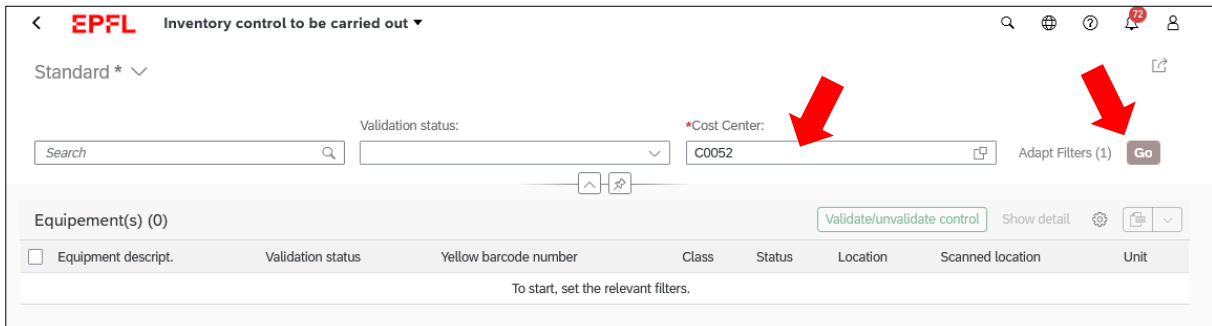 EPFL Inventory control to be carried out
72
Standard *
Validation status:
*Cost Center:
Search
C0052
Adapt Filters (1)
Go
Equipement(s) (0)
Validate/unvalidate control
Show detail
Equipment descript. Validation status Yellow barcode number Class Status Location Scanned location Unit
To start, set the relevant filters.